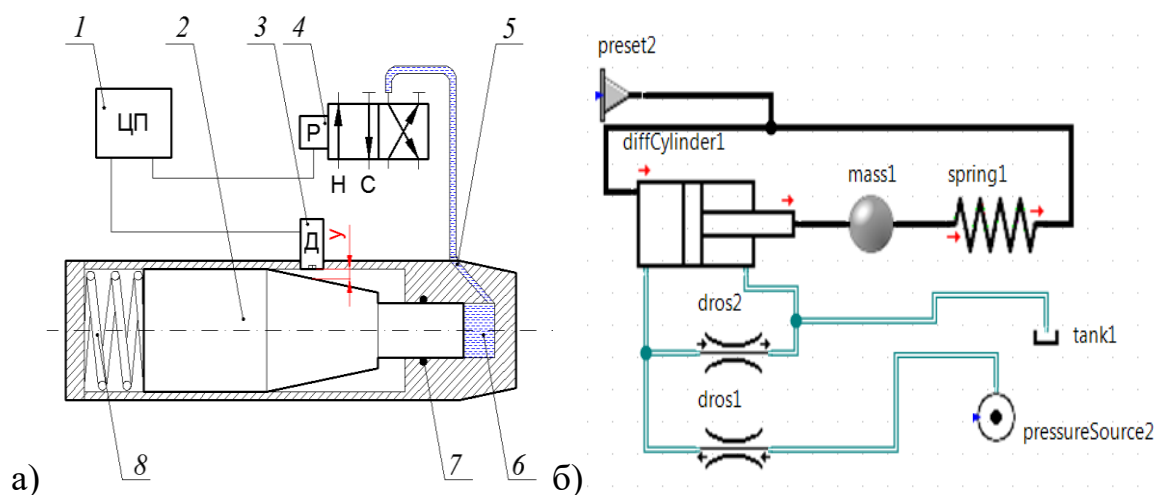 1
2
3
4
5
ЦП
Р
Н
С
Д
у
8
7
6
а)
preset2
diffCylinder1
mass1
spring1
dros2
tank1
dros1
pressureSource2
б)